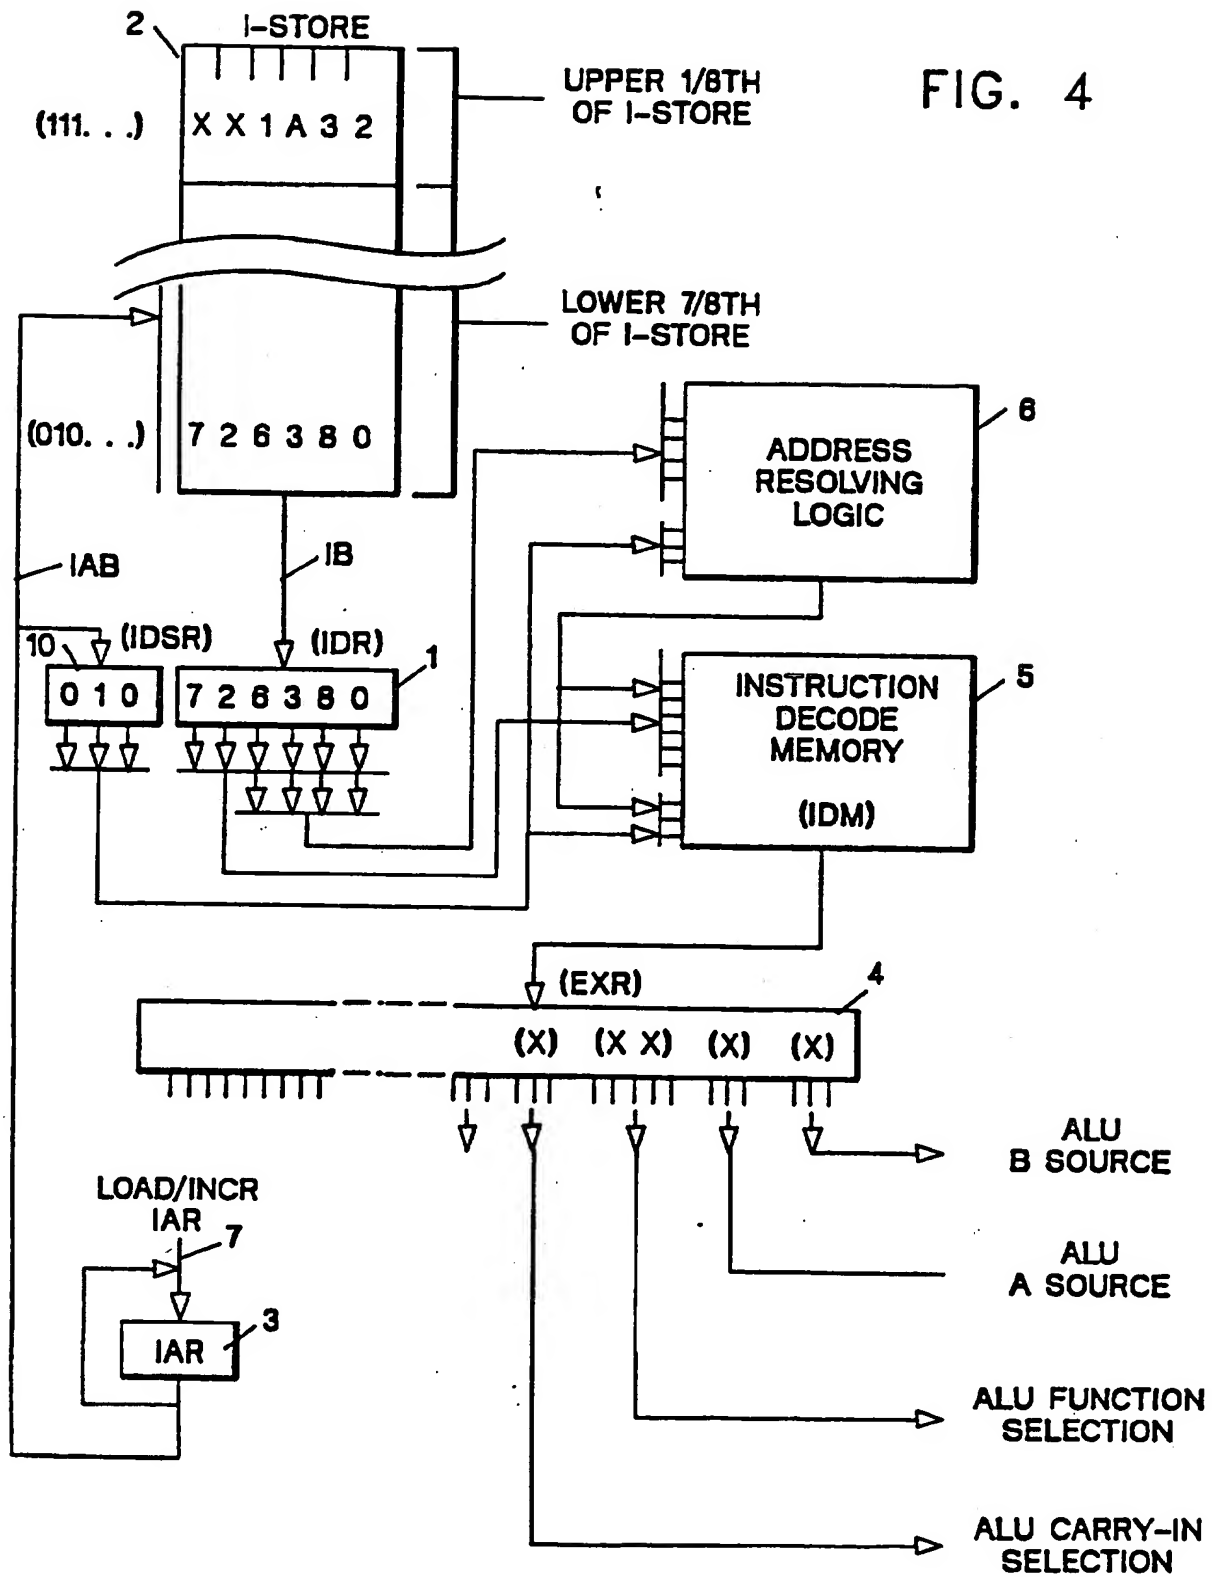 2
I-STORE
UPPER 1/8TH
OF I-STORE
FIG. 4
(111. . .)
X X 1 A 3 2
LOWER 7/8TH
OF I-STORE
(010. . .)
7 2 6 3 8 0
6
ADDRESS
RESOLVING
LOGIC
IAB
IB
10
(IDSR)
(IDR)
1
0 1 0
7 2 6 3 8 0
5
INSTRUCTION
DECODE
MEMORY
(IDM)
(EXR)
4
(X) (X X) (X) (X)
ALU
B SOURCE
LOAD/INCR
IAR
7
ALU
A SOURCE
3
IAR
ALU FUNCTION
SELECTION
ALU CARRY-IN
SELECTION